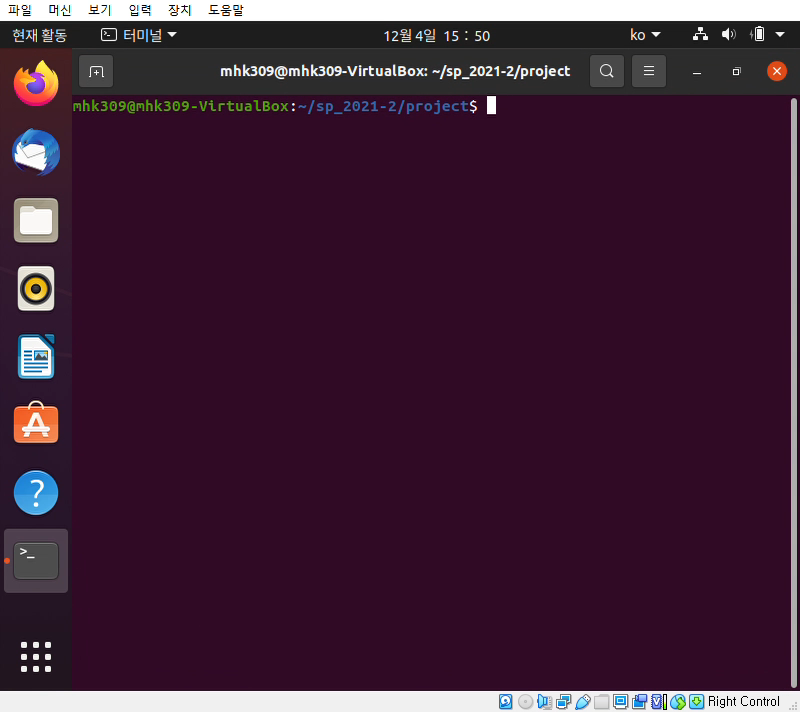 파일 머신 보기 입력 장치 도움말
현재 활동 터미널 12월 4일 15 : 50 ko
mhk309@mhk309-VirtualBox: ~/sp_2021-2/project
mhk309@mhk309-VirtualBox:~/sp_2021-2/project$
Right Control